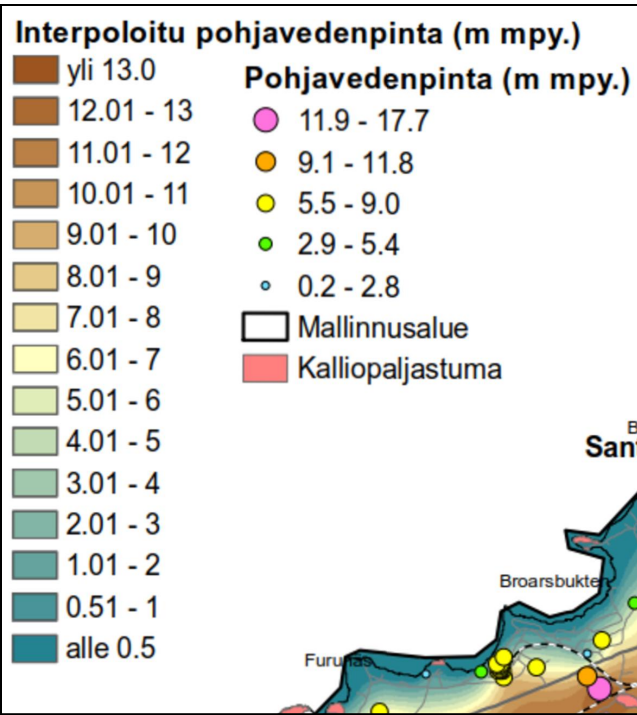 Interpoloitu pohjavedenpinta (m mpy.)
yli 13.0
12.01 - 13
11.01 - 12
10.01 - 11
9.01 - 10
8.01 - 9
7.01 - 8
6.01 - 7
5.01 - 6
4.01 - 5
3.01 - 4
2.01 - 3
1.01 - 2
0.51 - 1
alle 0.5
Pohjavedenpinta (m mpy.)
11.9 - 17.7
9.1 - 11.8
5.5 - 9.0
2.9 - 5.4
0.2 - 2.8
Mallinnusalue
Kalliopaljastuma
B
Sant
Broarsbukten
Furunäs